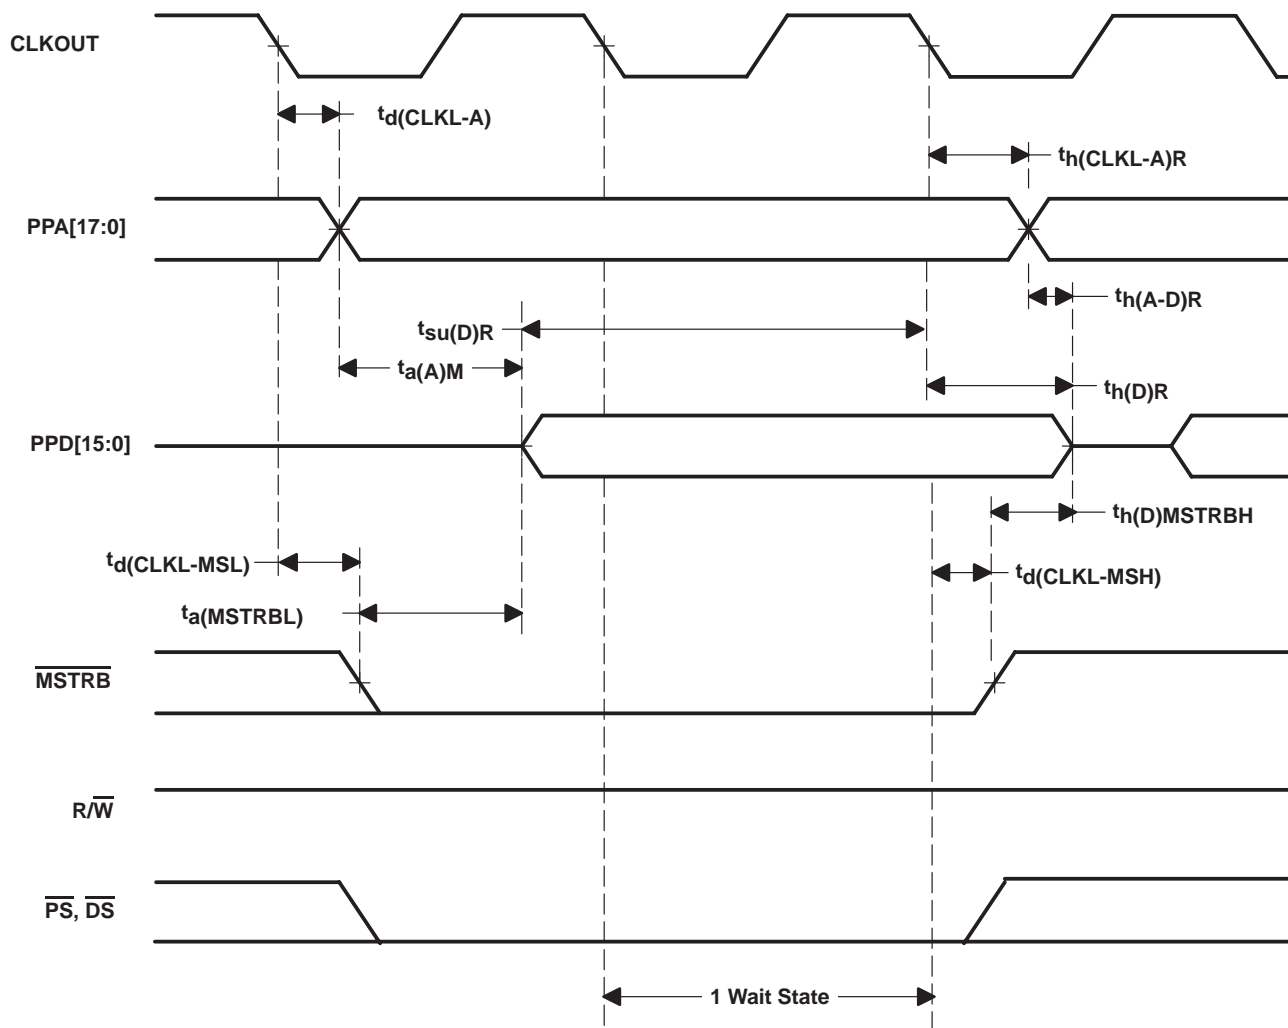 CLKOUT
td(CLKL-A)
th(CLKL-A)R
PPA[17:0]
th(A-D)R
tsu(D)R
ta(A)M
th(D)R
PPD[15:0]
th(D)MSTRBH
td(CLKL-MSL)
td(CLKL-MSH)
ta(MSTRBL)
MSTRB
R/W
PS, DS
1 Wait State